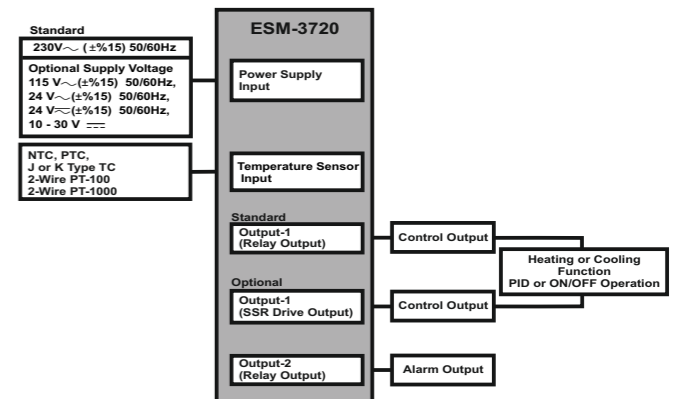 Standard
ESM-3720
230V～ (±%15) 50/60Hz
Optional Supply Voltage
115 V～(±%15) 50/60Hz,
24 V～(±%15) 50/60Hz,
24 V⏦(±%15) 50/60Hz,
10 - 30 V ⎓
Power Supply
Input
NTC, PTC,
J or K Type TC
2-Wire PT-100
2-Wire PT-1000
Temperature Sensor
Input
Standard
Output-1
(Relay Output)
Control Output
Heating or Cooling
Function
PID or ON/OFF Operation
Optional
Output-1
(SSR Drive Output)
Control Output
Output-2
(Relay Output)
Alarm Output